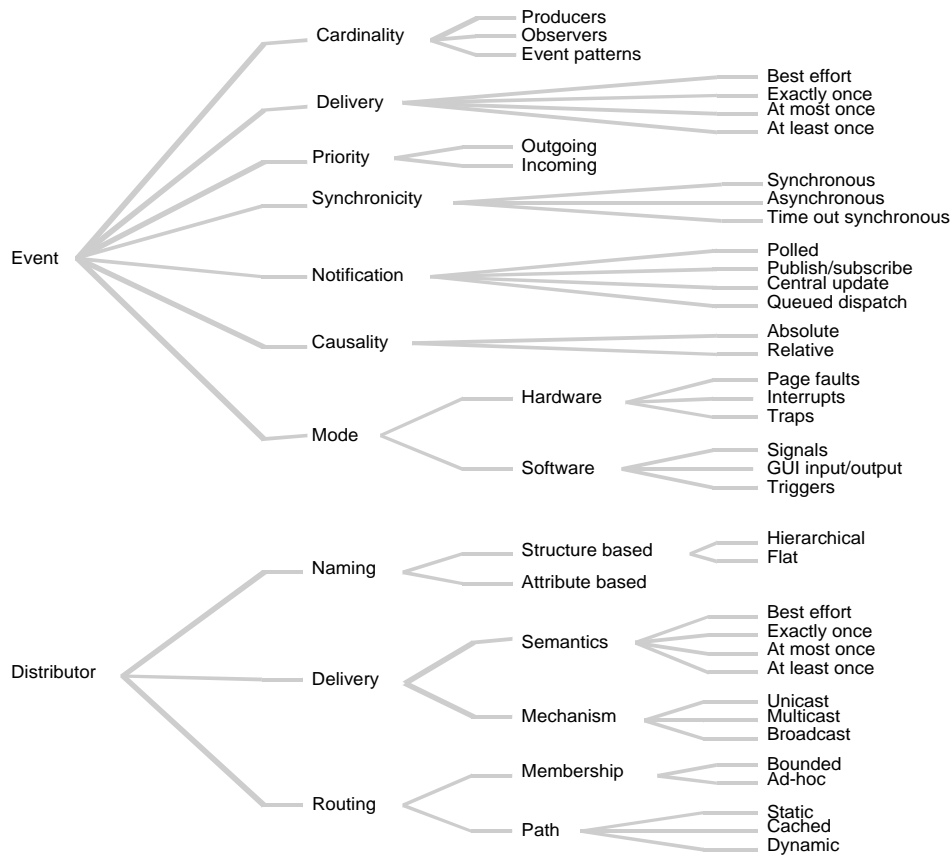 Event
Cardinality
Producers
Observers
Event patterns
Delivery
Best effort
Exactly once
At most once
At least once
Priority
Outgoing
Incoming
Synchronicity
Synchronous
Asynchronous
Time out synchronous
Notification
Polled
Publish/subscribe
Central update
Queued dispatch
Causality
Absolute
Relative
Mode
Hardware
Page faults
Interrupts
Traps
Software
Signals
GUI input/output
Triggers
Distributor
Naming
Structure based
Hierarchical
Flat
Attribute based
Delivery
Semantics
Best effort
Exactly once
At most once
At least once
Mechanism
Unicast
Multicast
Broadcast
Routing
Membership
Bounded
Ad-hoc
Path
Static
Cached
Dynamic